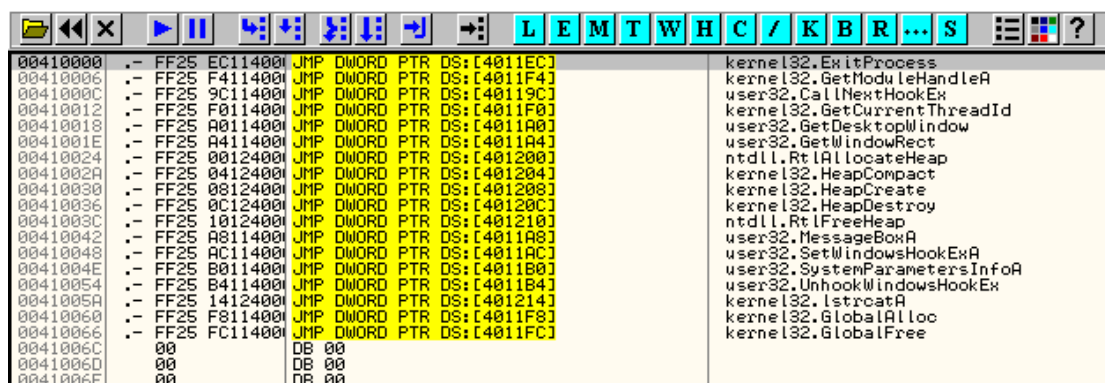 L E M T W H C / K B R ... S ?
00410000 .- FF25 EC114000 JMP DWORD PTR DS:[4011EC] kernel32.ExitProcess
00410006 .- FF25 F4114000 JMP DWORD PTR DS:[4011F4] kernel32.GetModuleHandleA
0041000C .- FF25 9C114000 JMP DWORD PTR DS:[40119C] user32.CallNextHookEx
00410012 .- FF25 F0114000 JMP DWORD PTR DS:[4011F0] kernel32.GetCurrentThreadId
00410018 .- FF25 A0114000 JMP DWORD PTR DS:[4011A0] user32.GetDesktopWindow
0041001E .- FF25 A4114000 JMP DWORD PTR DS:[4011A4] user32.GetWindowRect
00410024 .- FF25 00124000 JMP DWORD PTR DS:[401200] ntdll.RtlAllocateHeap
0041002A .- FF25 04124000 JMP DWORD PTR DS:[401204] kernel32.HeapCompact
00410030 .- FF25 08124000 JMP DWORD PTR DS:[401208] kernel32.HeapCreate
00410036 .- FF25 0C124000 JMP DWORD PTR DS:[40120C] kernel32.HeapDestroy
0041003C .- FF25 10124000 JMP DWORD PTR DS:[401210] ntdll.RtlFreeHeap
00410042 .- FF25 A8114000 JMP DWORD PTR DS:[4011A8] user32.MessageBoxA
00410048 .- FF25 AC114000 JMP DWORD PTR DS:[4011AC] user32.SetWindowsHookExA
0041004E .- FF25 B0114000 JMP DWORD PTR DS:[4011B0] user32.SystemParametersInfoA
00410054 .- FF25 B4114000 JMP DWORD PTR DS:[4011B4] user32.UnhookWindowsHookEx
0041005A .- FF25 14124000 JMP DWORD PTR DS:[401214] kernel32.lstrcatA
00410060 .- FF25 F8114000 JMP DWORD PTR DS:[4011F8] kernel32.GlobalAlloc
00410066 .- FF25 FC114000 JMP DWORD PTR DS:[4011FC] kernel32.GlobalFree
0041006C 00 DB 00
0041006D 00 DB 00
0041006E 00 DB 00